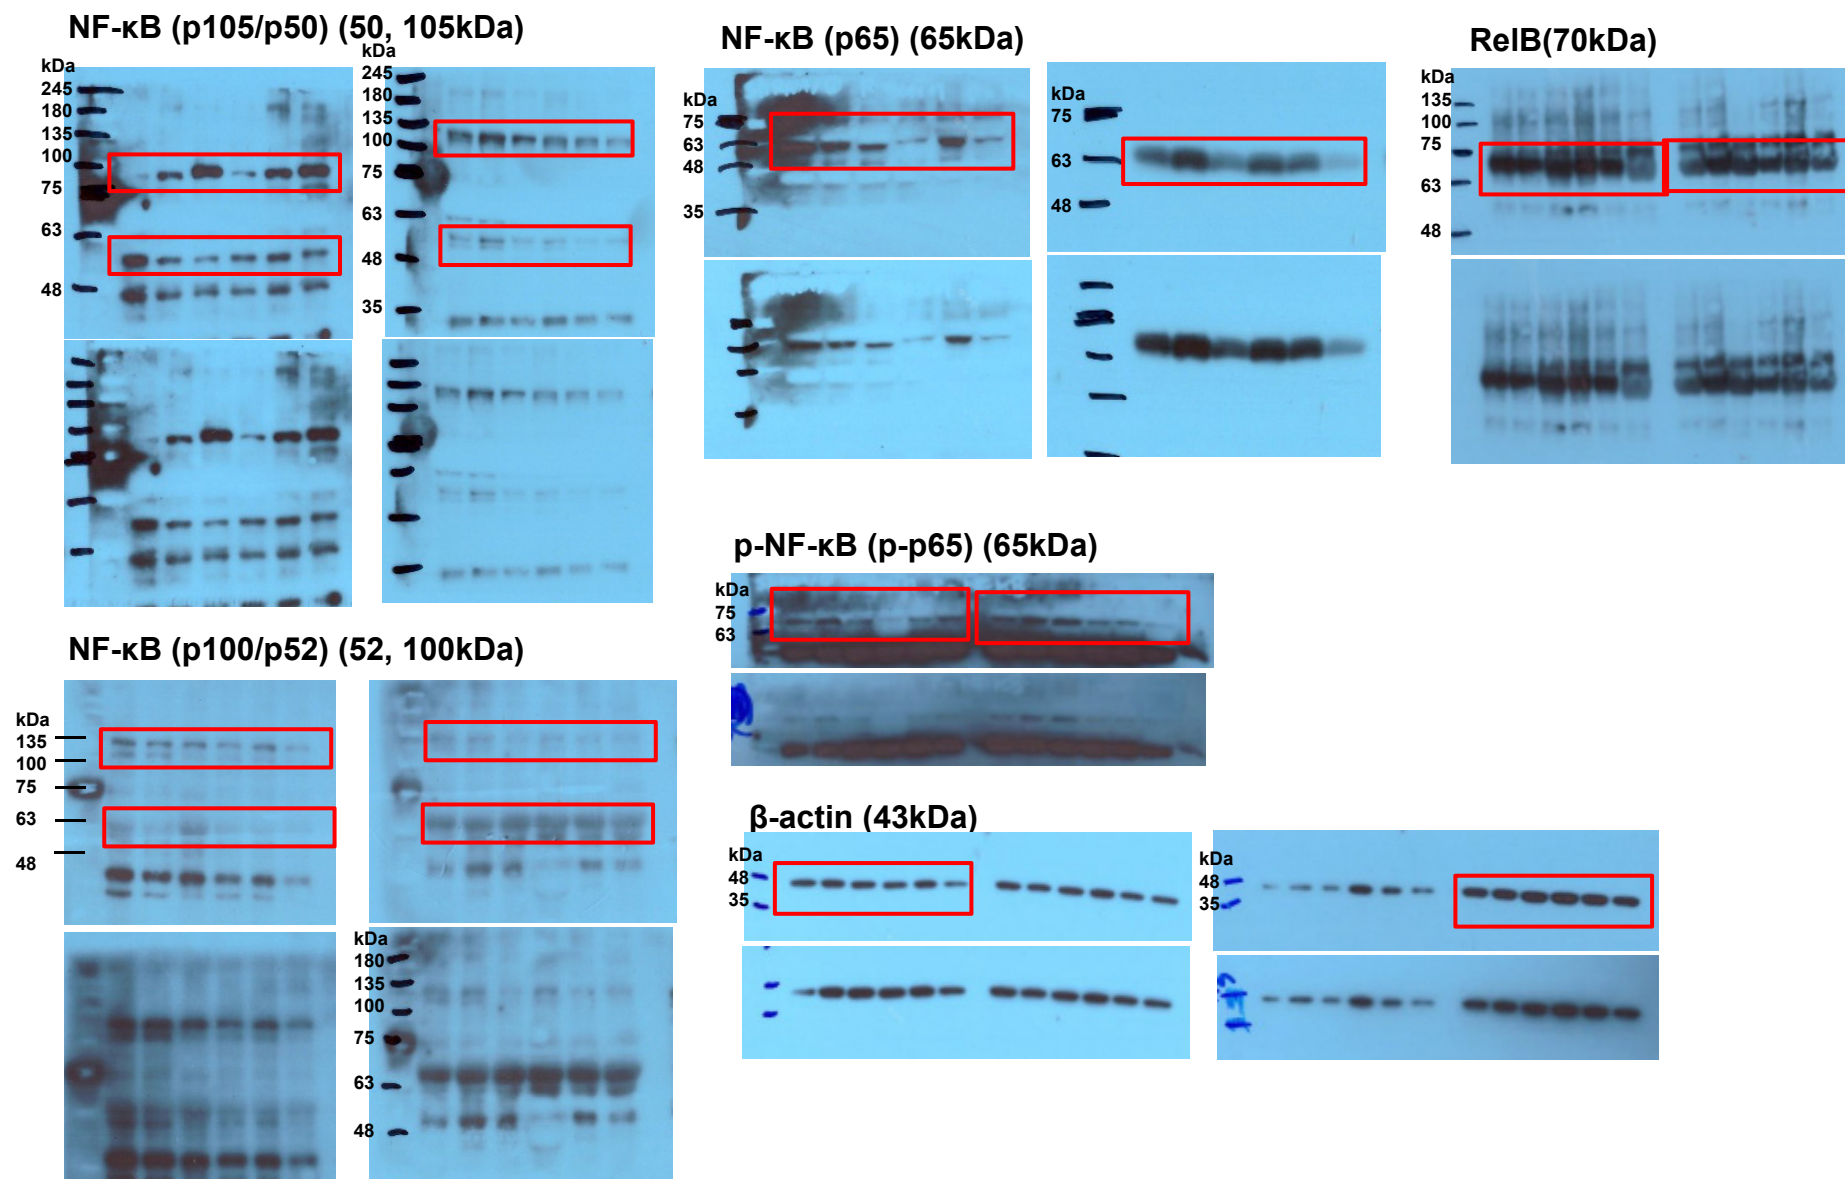 NF-κB (p105/p50) (50, 105kDa)
kDa
245
180
135
100
75
63
48
kDa
245
180
135
100
75
63
48
35
NF-κB (p65) (65kDa)
kDa
75
63
48
35
kDa
75
63
48
RelB(70kDa)
kDa
135
100
75
63
48
p-NF-κB (p-p65) (65kDa)
kDa
75
63
NF-κB (p100/p52) (52, 100kDa)
kDa
135
100
75
63
48
kDa
180
135
100
75
63
48
β-actin (43kDa)
kDa
48
35
kDa
48
35